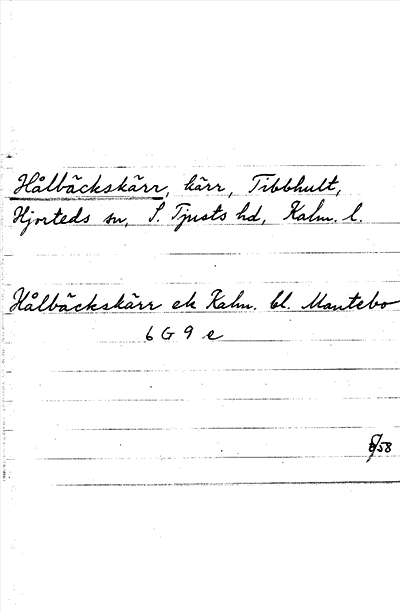 Hålbäckskärr, kärr, Tibbhult,
Hjorteds sn, S. Tjusts hd, Kalm. l.
Hålbäckskärr ek Kalm. bl. Mantebo
6 G 9 e